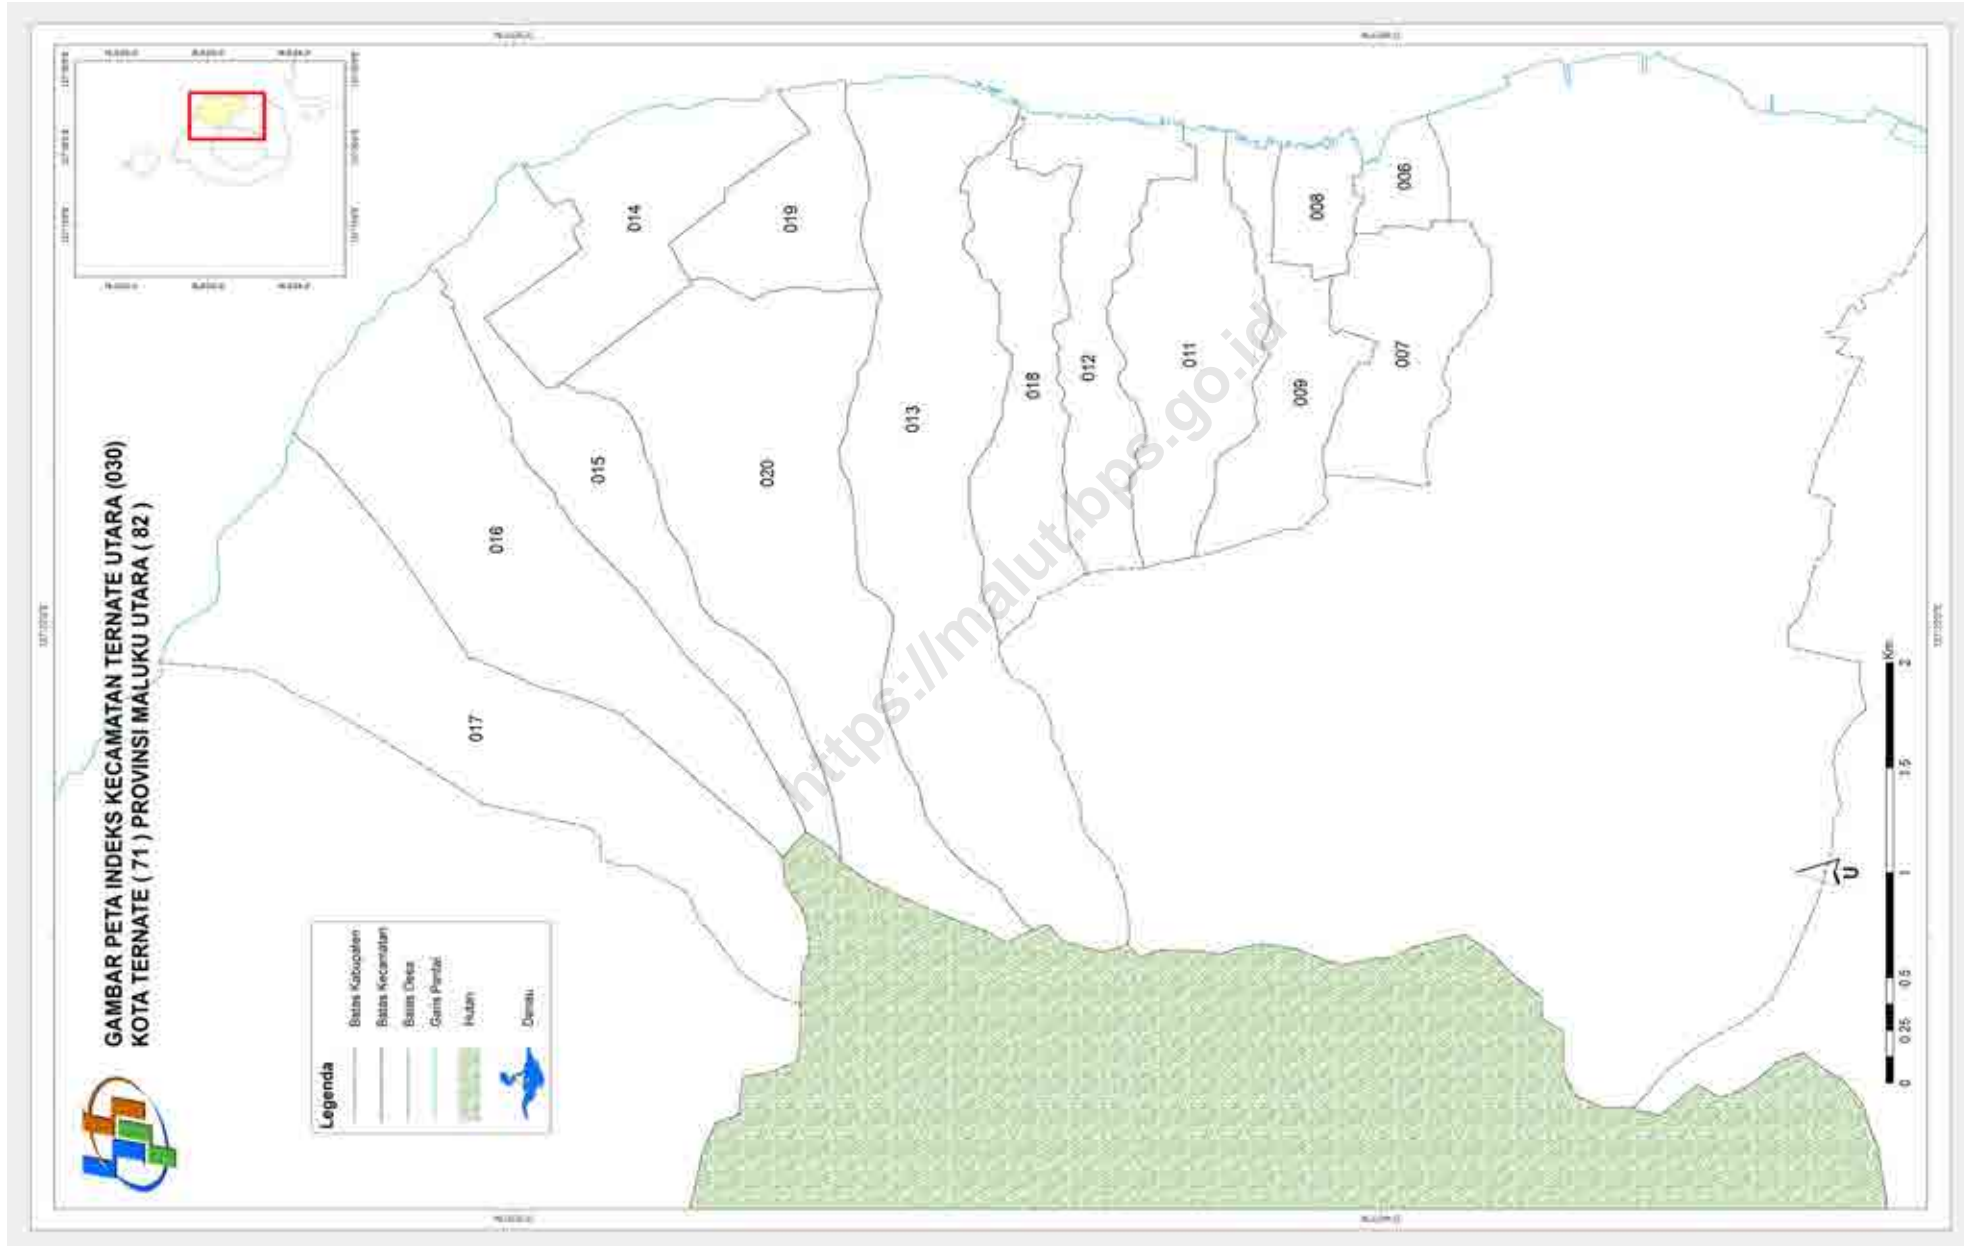 GAMBAR PETA INDEKS KECAMATAN TERNATE UTARA (030)
KOTA TERNATE ( 71 ) PROVINSI MALUKU UTARA ( 82 )
Legenda
Batas Kabupaten
Batas Kecamatan
Batas Desa
Garis Pantai
Hutan
Danau
014
019
016
015
020
017
013
018
012
011
009
008
006
007
https://malut.bps.go.id
U
0 0.25 0.5 1 1.5 2
Km